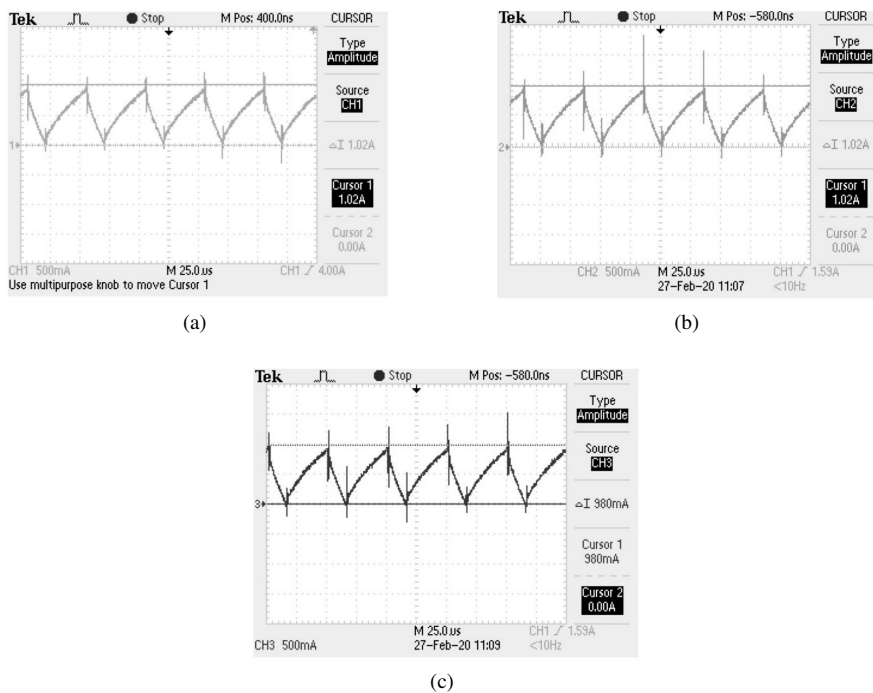 Tek Stop M Pos: 400.0ns CURSOR
Type
Amplitude
Source
CH1
△I 1.02A
Cursor 1
1.02A
Cursor 2
0.00A
1
CH1 500mA M 25.0us CH1 ∫ 4.00A
Use multipurpose knob to move Cursor 1
(a)
Tek Stop M Pos: -580.0ns CURSOR
Type
Amplitude
Source
CH2
△I 1.02A
Cursor 1
1.02A
Cursor 2
0.00A
2
CH2 500mA M 25.0us CH1 ∫ 1.59A
27-Feb-20 11:07 <10Hz
(b)
Tek Stop M Pos: -580.0ns CURSOR
Type
Amplitude
Source
CH3
△I 980mA
Cursor 1
980mA
Cursor 2
0.00A
3
M 25.0us CH1 ∫ 1.59A
CH3 500mA 27-Feb-20 11:09 <10Hz
(c)